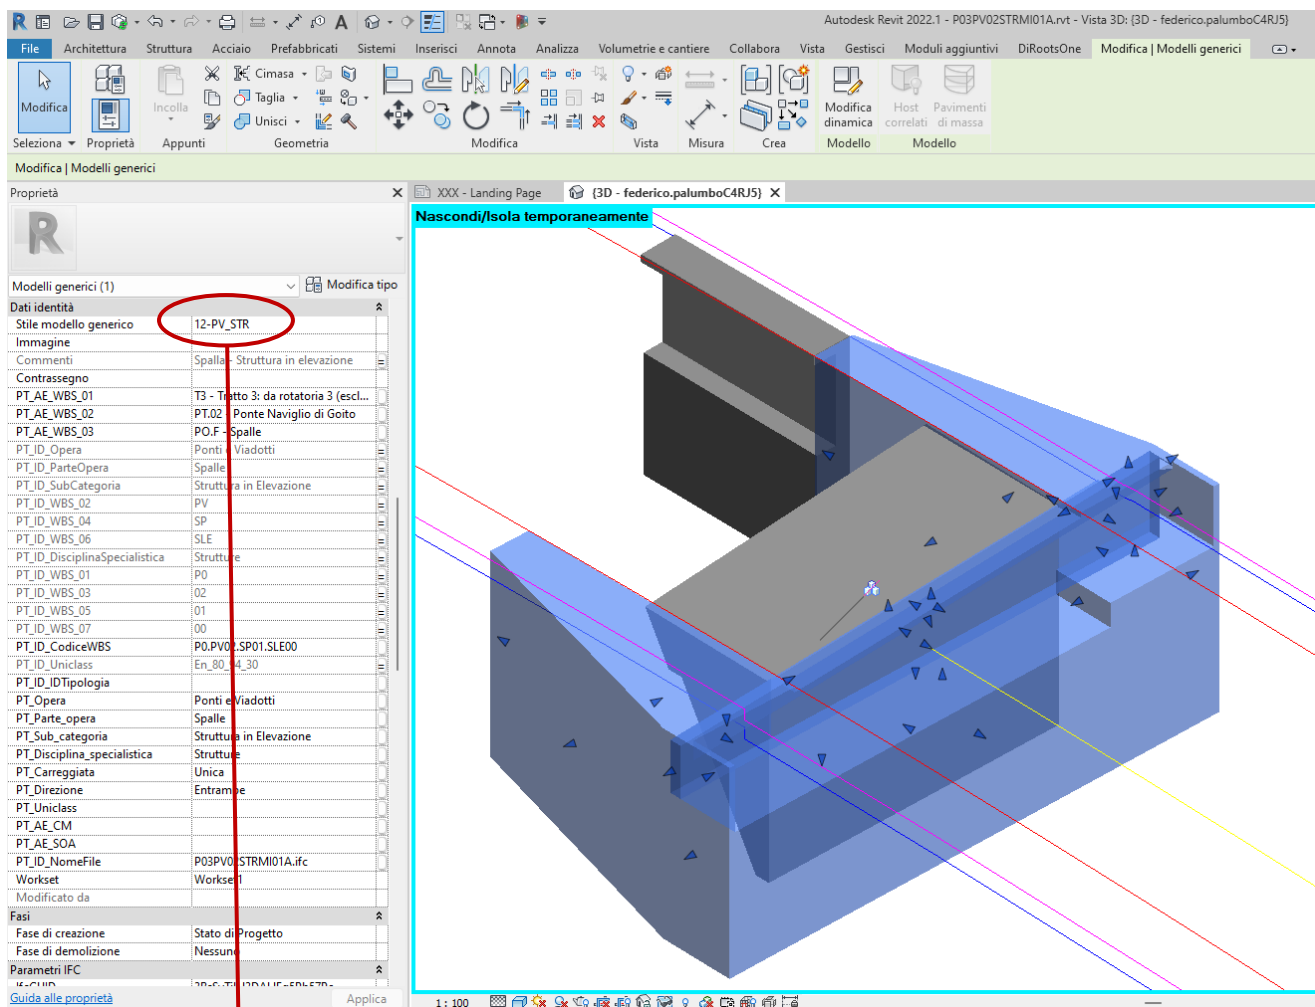 Autodesk Revit 2022.1 - P03PV02STRMI01A.rvt - Vista 3D: {3D - federico.palumboC4RJ5}
File Architettura Struttura Acciaio Prefabbricati Sistemi Inserisci Annota Analizza Volumetrie e cantiere Collabora Vista Gestisci Moduli aggiuntivi DiRootsOne Modifica | Modelli generici
Modifica Incolla Cimasa Taglia Unisci Modifica dinamica Host correlati Pavimenti di massa
Seleziona Proprietà Appunti Geometria Modifica Vista Misura Crea Modello Modello
Modifica | Modelli generici
Proprietà
XXX - Landing Page {3D - federico.palumboC4RJ5}
Nascondi/Isola temporaneamente
Modelli generici (1) Modifica tipo
Dati identità
Stile modello generico 12-PV_STR
Immagine
Commenti Spalla - Struttura in elevazione
Contrassegno
PT_AE_WBS_01 T3 - Tratto 3: da rotatoria 3 (escl...
PT_AE_WBS_02 PT.02 - Ponte Naviglio di Goito
PT_AE_WBS_03 PO.F - Spalle
PT_ID_Opera Ponti e Viadotti
PT_ID_ParteOpera Spalle
PT_ID_SubCategoria Struttura in Elevazione
PT_ID_WBS_02 PV
PT_ID_WBS_04 SP
PT_ID_WBS_06 SLE
PT_ID_DisciplinaSpecialistica Strutture
PT_ID_WBS_01 P0
PT_ID_WBS_03 02
PT_ID_WBS_05 01
PT_ID_WBS_07 00
PT_ID_CodiceWBS P0.PV02.SP01.SLE00
PT_ID_Uniclass En_80_94_30
PT_ID_IDTipologia
PT_Opera Ponti e Viadotti
PT_Parte_opera Spalle
PT_Sub_categoria Struttura in Elevazione
PT_Disciplina_specialistica Strutture
PT_Carreggiata Unica
PT_Direzione Entrambe
PT_Uniclass
PT_AE_CM
PT_AE_SOA
PT_ID_NomeFile P03PV02STRMI01A.ifc
Workset Workset1
Modificato da
Fasi
Fase di creazione Stato di Progetto
Fase di demolizione Nessuno
Parametri IFC
Guida alle proprietà Applica
1 : 100